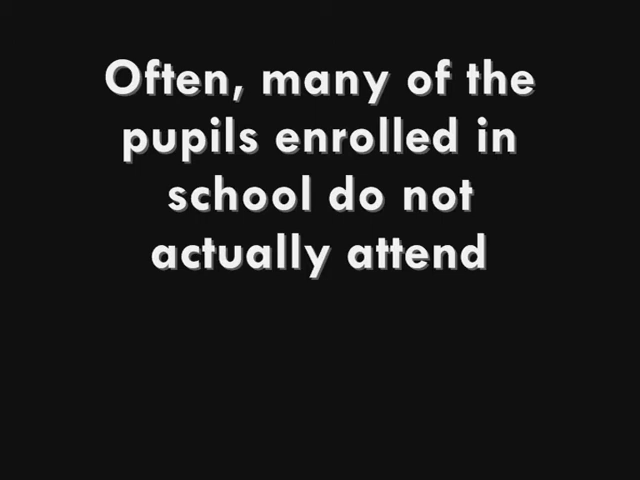 Often, many of the
pupils enrolled in
school do not
actually attend